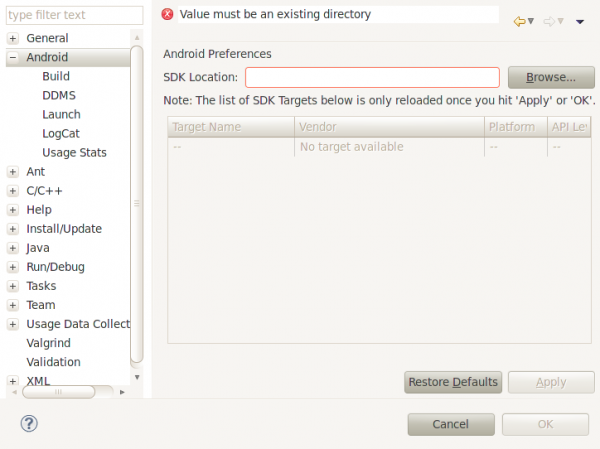 type filter text
General
Android
Build
DDMS
Launch
LogCat
Usage Stats
Ant
C/C++
Help
Install/Update
Java
Run/Debug
Tasks
Team
Usage Data Collect
Valgrind
Validation
XML
Value must be an existing directory
Android Preferences
SDK Location: Browse...
Note: The list of SDK Targets below is only reloaded once you hit 'Apply' or 'OK'.
Target Name Vendor Platform API Le
-- No target available -- --
Restore Defaults Apply
Cancel OK